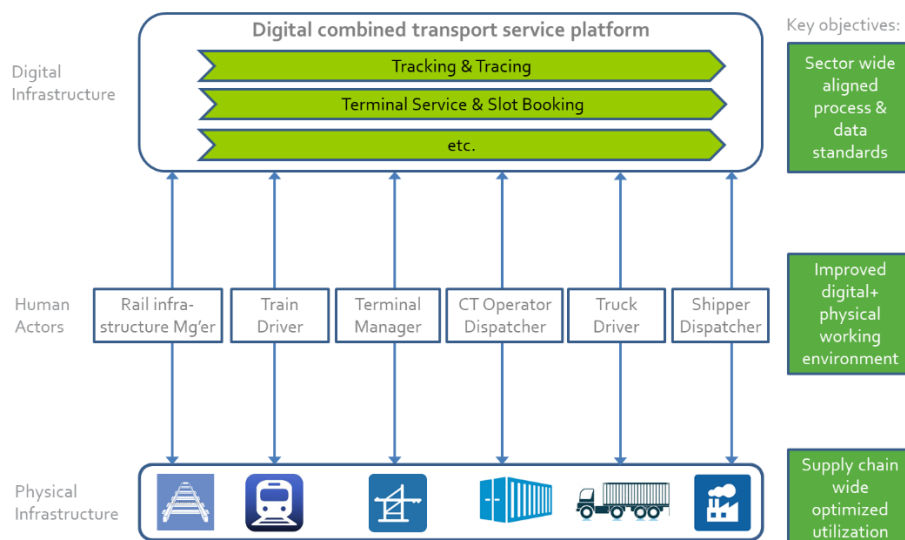 Digital combined transport service platform
Key objectives:
Digital
Infrastructure
Tracking & Tracing
Terminal Service & Slot Booking
etc.
Sector wide
aligned
process &
data
standards
Human
Actors
Rail infra-
structure Mg'er
Train
Driver
Terminal
Manager
CT Operator
Dispatcher
Truck
Driver
Shipper
Dispatcher
Improved
digital+
physical
working
environment
Physical
Infrastructure
Supply chain
wide
optimized
utilization